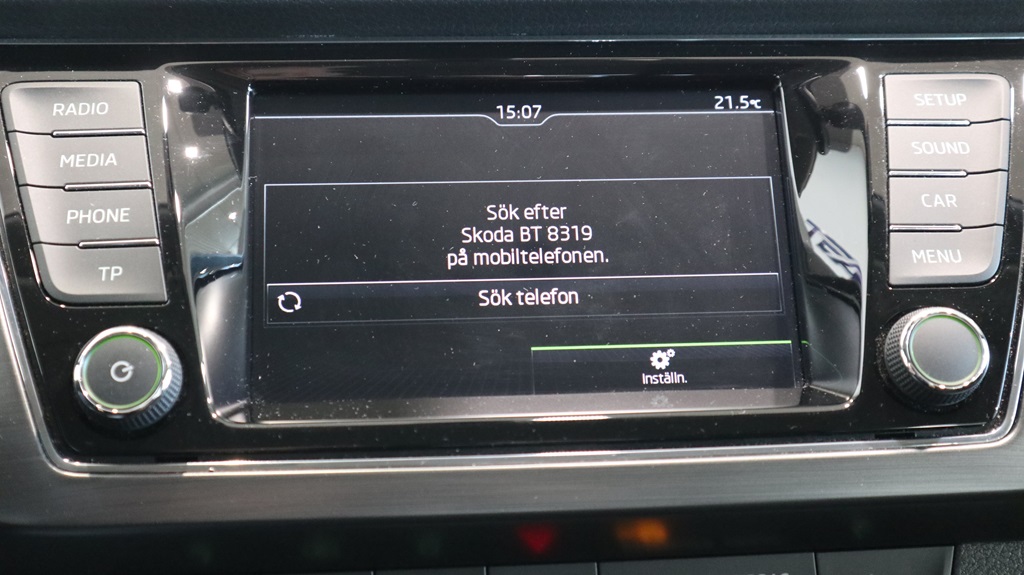 RADIO
MEDIA
PHONE
TP
15:07
21.5°C
Sök efter
Skoda BT 8319
på mobiltelefonen.
Sök telefon
Inställn.
SETUP
SOUND
CAR
MENU